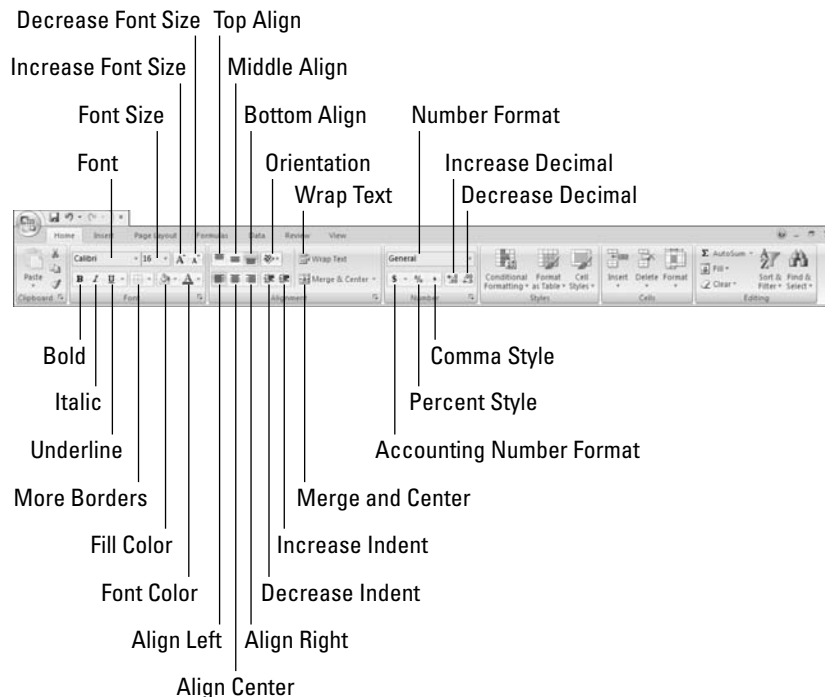 Decrease Font Size Top Align
Increase Font Size Middle Align
Font Size Bottom Align Number Format
Font Orientation Increase Decimal
Wrap Text Decrease Decimal
Home Insert Page Layout Formulas Data Review View
Calibri 16 A A Wrap Text General Σ AutoSum
Paste B I U A Merge & Center $ % , Conditional Formatting Format as Table Cell Styles Insert Delete Format Fill Clear Sort & Filter Find & Select
Clipboard Font Alignment Number Styles Cells Editing
Bold Comma Style
Italic Percent Style
Underline Accounting Number Format
More Borders Merge and Center
Fill Color Increase Indent
Font Color Decrease Indent
Align Left Align Right
Align Center